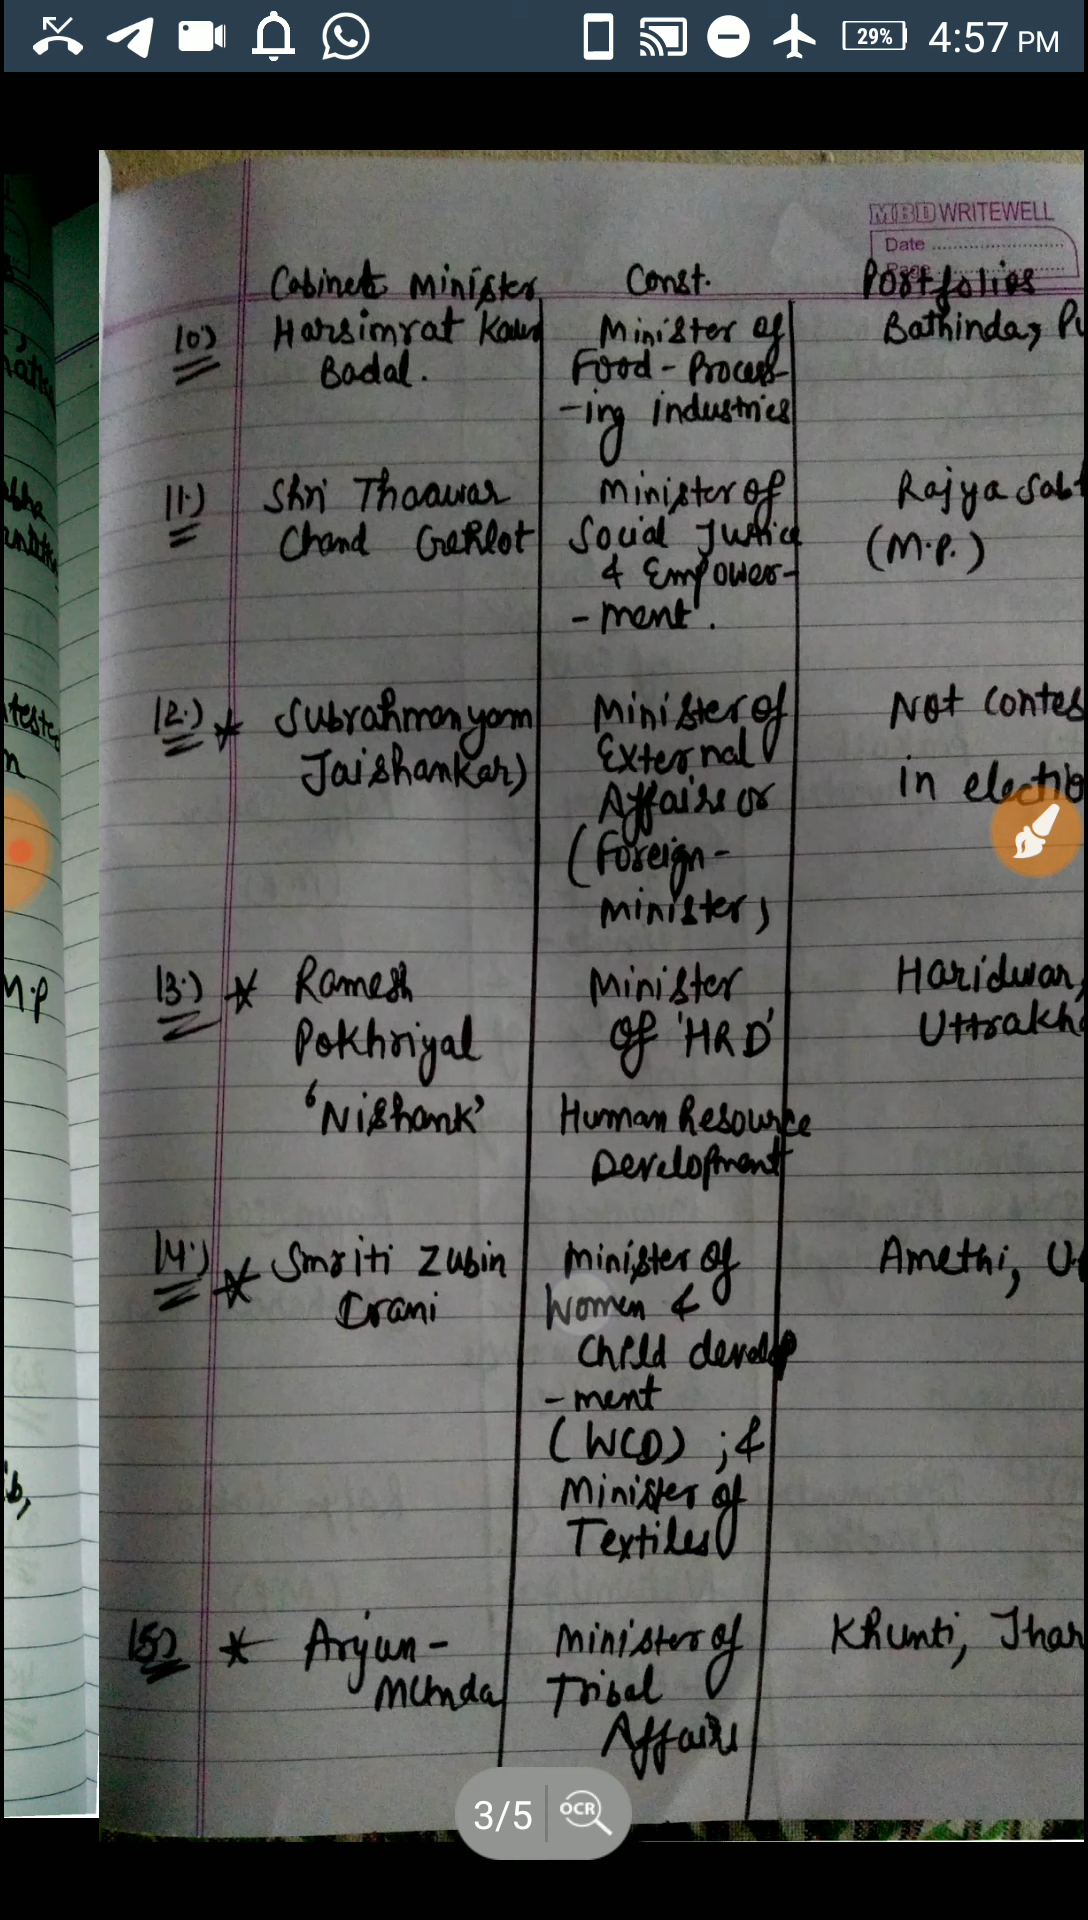 29% 4:57 PM
MBD WRITEWELL
Date
Page
Cabinet Minister Const. Portfolios
10.) Harsimrat Kaur Minister of Bathinda, Pu
Badal. Food - Process-
-ing industries
11.) Shri Thaawar Minister of Rajya Sab
Chand Gehlot Social Justice (M.P.)
& Empower-
- ment.
12.) * Subrahmanyam Minister of Not contes
Jaishankar) External in electio
Affairs or
(Foreign-
minister)
13.) * Ramesh Minister Haridwar,
Pokhriyal of 'HRD' Uttrakh
'Nishank' Human Resource
Development
14.) * Smriti Zubin Minister of Amethi, U.
Irani Women &
Child develop
- ment
(WCD) ; &
Minister of
Textiles
15.) * Arjun - Minister of Khunti, Jhar
Munda Tribal
Affairs
M.P
3/5 OCR